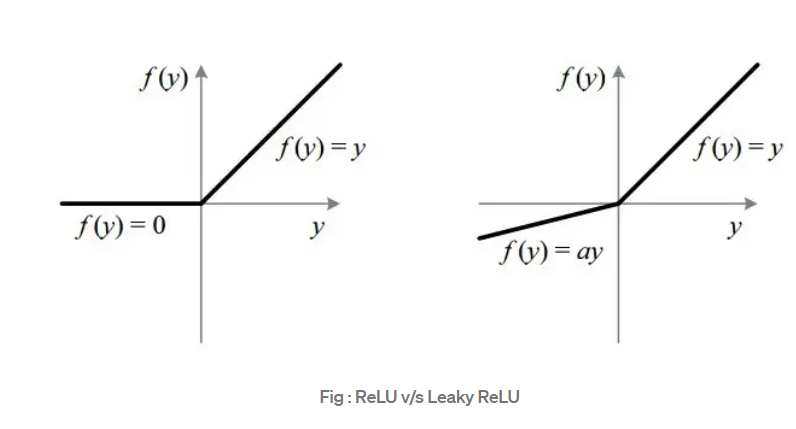 f(y)
f(y) = y
f(y) = 0
y
f(y)
f(y) = y
f(y) = ay
y
Fig : ReLU v/s Leaky ReLU